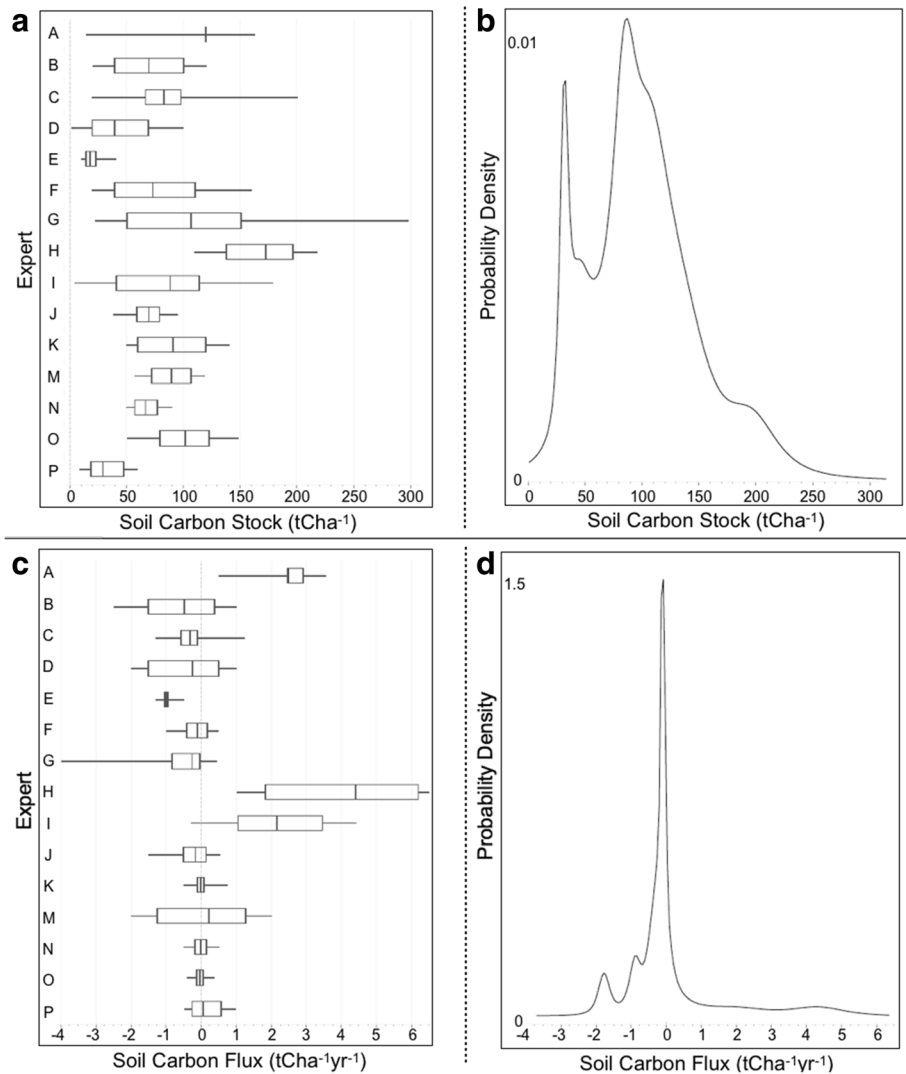 a
A
B
C
D
E
F
G
H
I
J
K
M
N
O
P
Expert
0 50 100 150 200 250 300
Soil Carbon Stock (tCha-1)
b
0.01
Probability Density
0
0 50 100 150 200 250 300
Soil Carbon Stock (tCha-1)
c
A
B
C
D
E
F
G
H
I
J
K
M
N
O
P
Expert
-4 -3 -2 -1 0 1 2 3 4 5 6
Soil Carbon Flux (tCha-1yr-1)
d
1.5
Probability Density
0
-4 -3 -2 -1 0 1 2 3 4 5 6
Soil Carbon Flux (tCha-1yr-1)